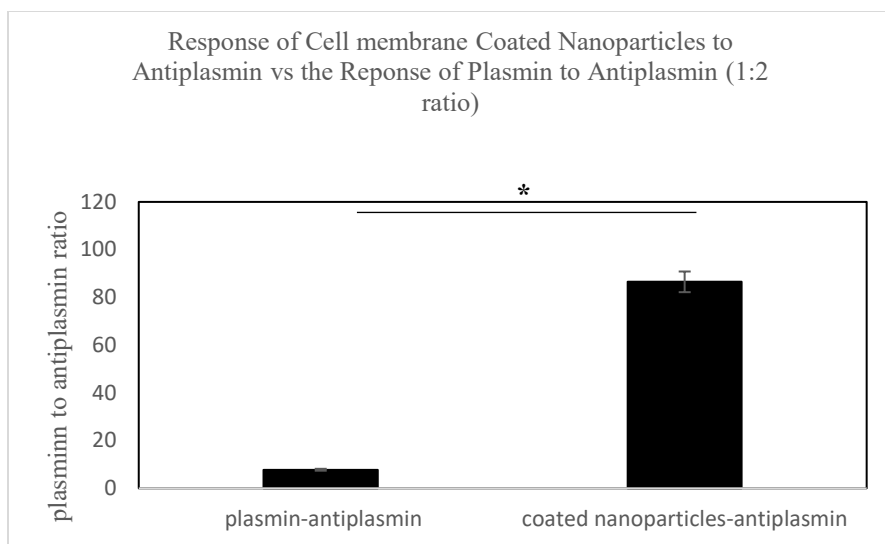 Response of Cell membrane Coated Nanoparticles to
Antiplasmin vs the Reponse of Plasmin to Antiplasmin (1:2
ratio)
*
plasminn to antiplasmin ratio
120
100
80
60
40
20
0
plasmin-antiplasmin
coated nanoparticles-antiplasmin